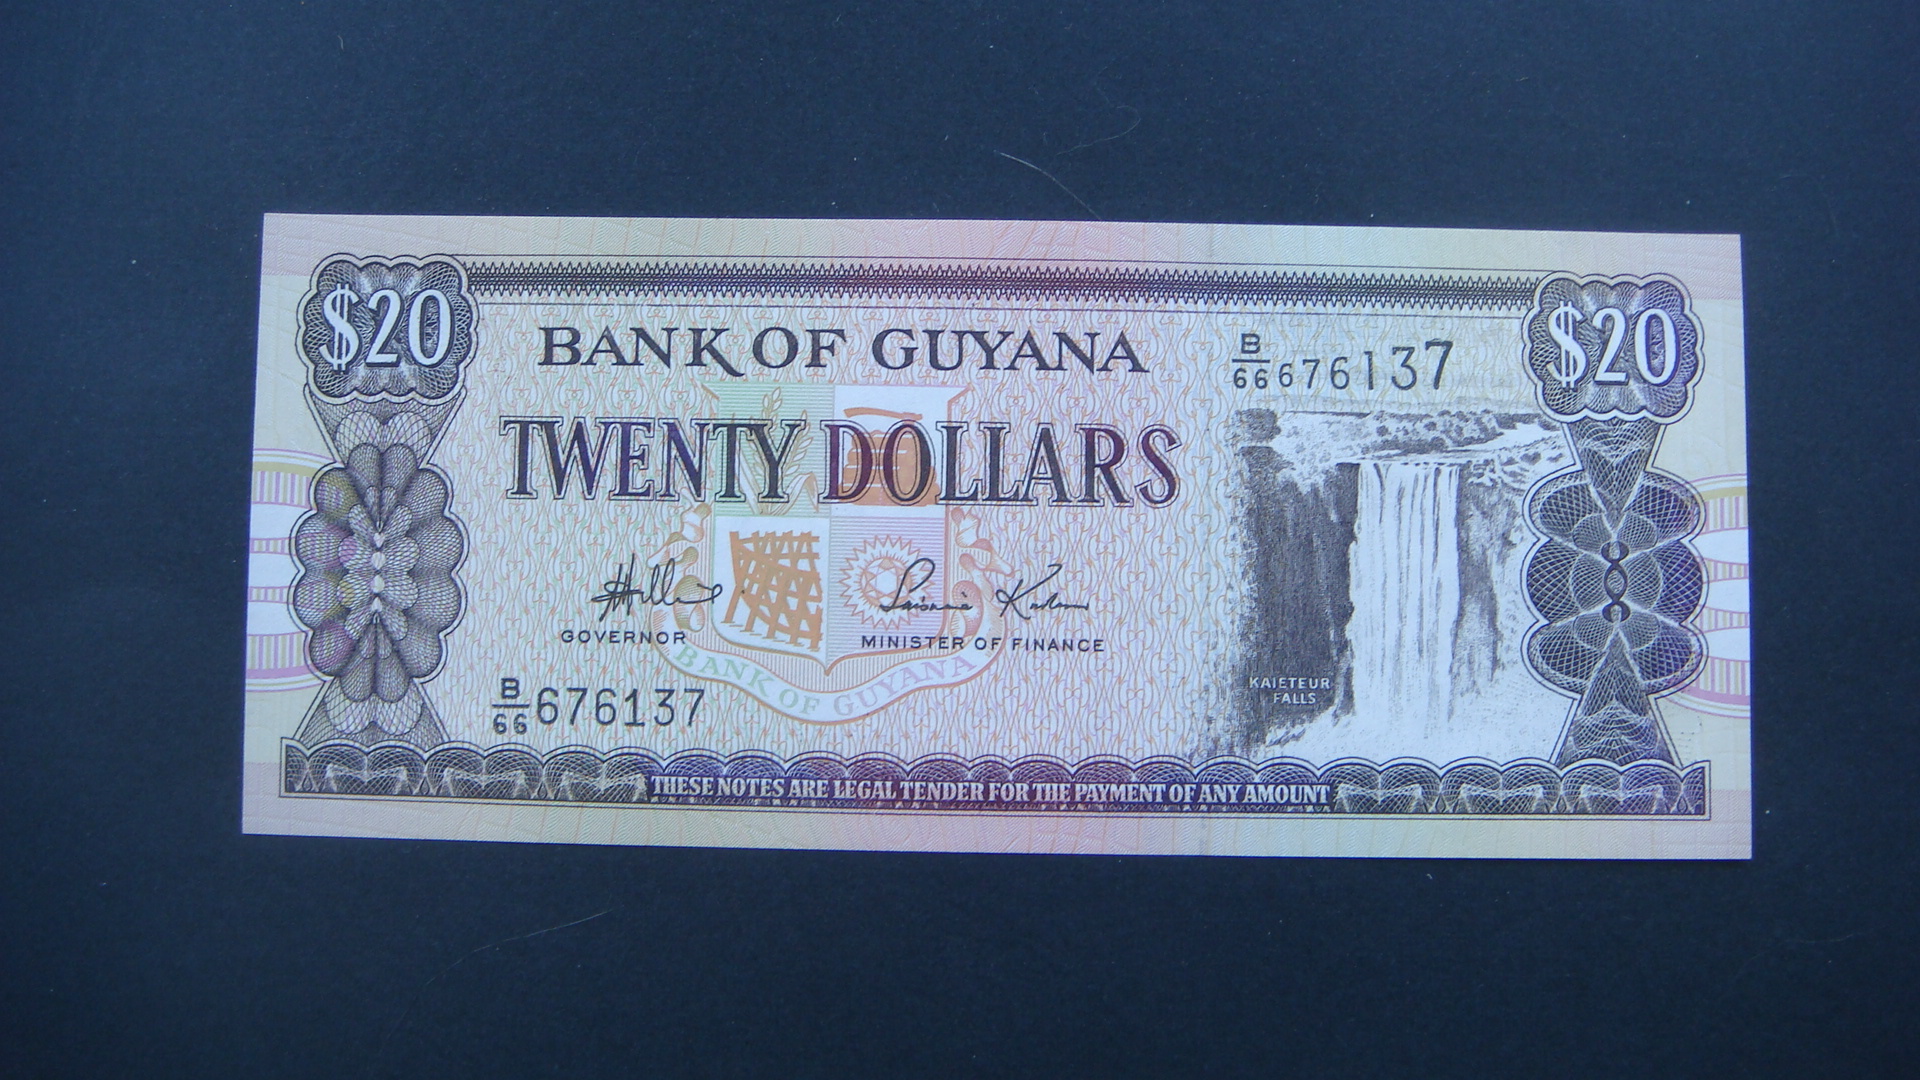 $20
$20
BANK OF GUYANA
B/66 676137
TWENTY DOLLARS
GOVERNOR
MINISTER OF FINANCE
BANK OF GUYANA
KAIETEUR
FALLS
B/66 676137
THESE NOTES ARE LEGAL TENDER FOR THE PAYMENT OF ANY AMOUNT